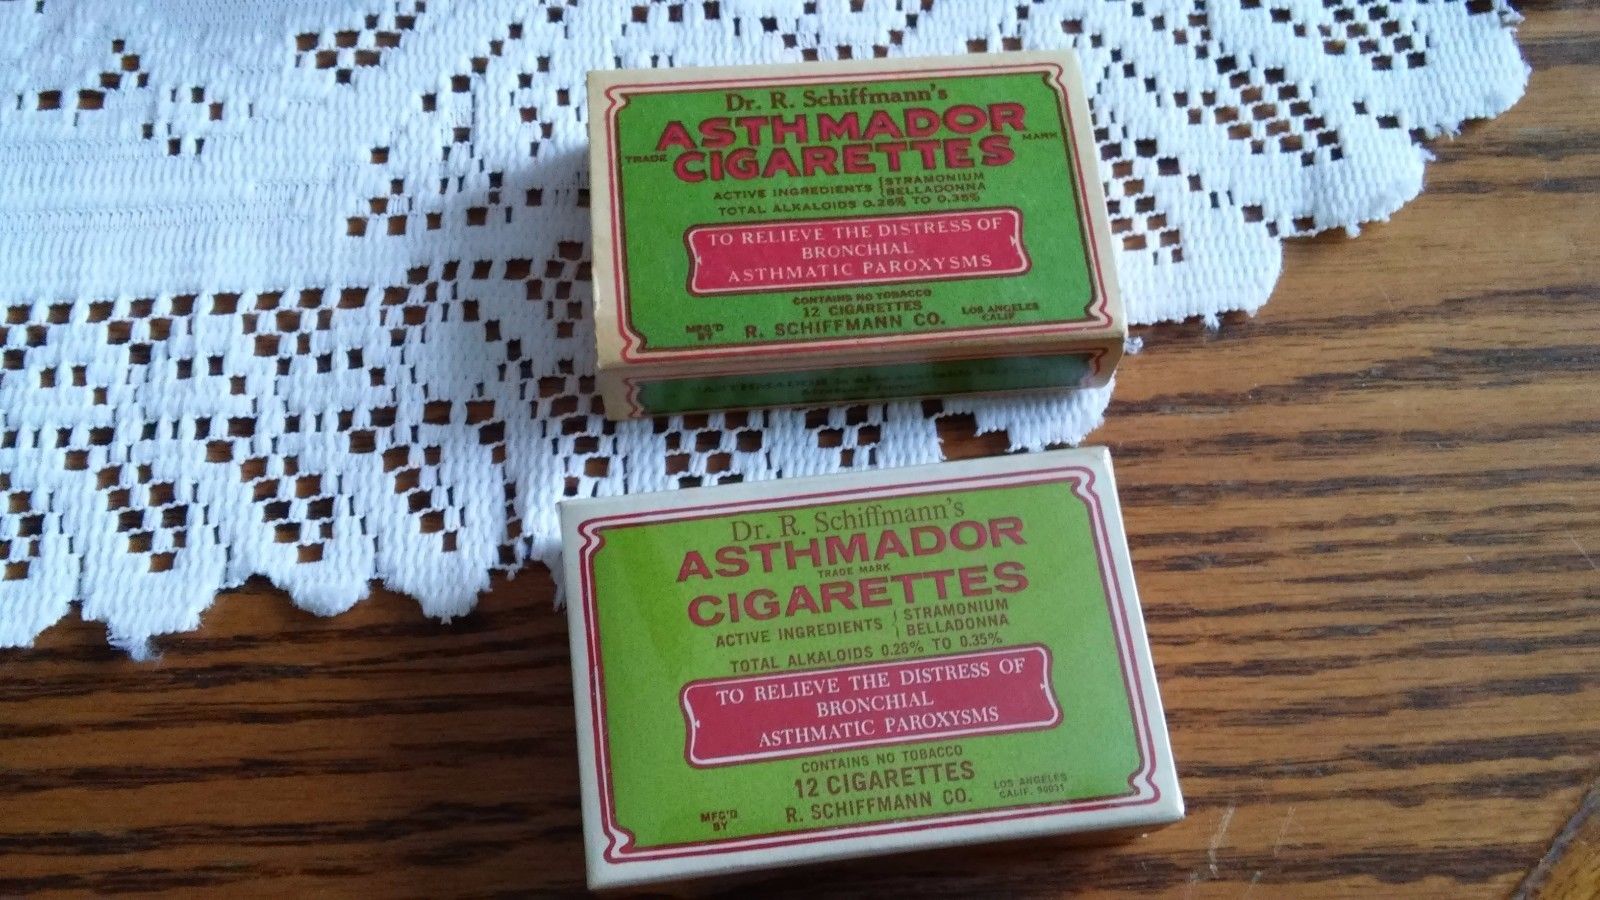 Dr. R. Schiffmann's
ASTHMADOR
TRADE CIGARETTES MARK
ACTIVE INGREDIENTS { STRAMONIUM
BELLADONNA
TOTAL ALKALOIDS 0.25% TO 0.35%
TO RELIEVE THE DISTRESS OF
BRONCHIAL
ASTHMATIC PAROXYSMS
CONTAINS NO TOBACCO
12 CIGARETTES
MFG'D BY R. SCHIFFMANN CO. LOS ANGELES CALIF.
Dr. R. Schiffmann's
ASTHMADOR
TRADE MARK
CIGARETTES
ACTIVE INGREDIENTS { STRAMONIUM
BELLADONNA
TOTAL ALKALOIDS 0.25% TO 0.35%
TO RELIEVE THE DISTRESS OF
BRONCHIAL
ASTHMATIC PAROXYSMS
CONTAINS NO TOBACCO
12 CIGARETTES
MFG'D BY R. SCHIFFMANN CO. LOS ANGELES CALIF. 90031